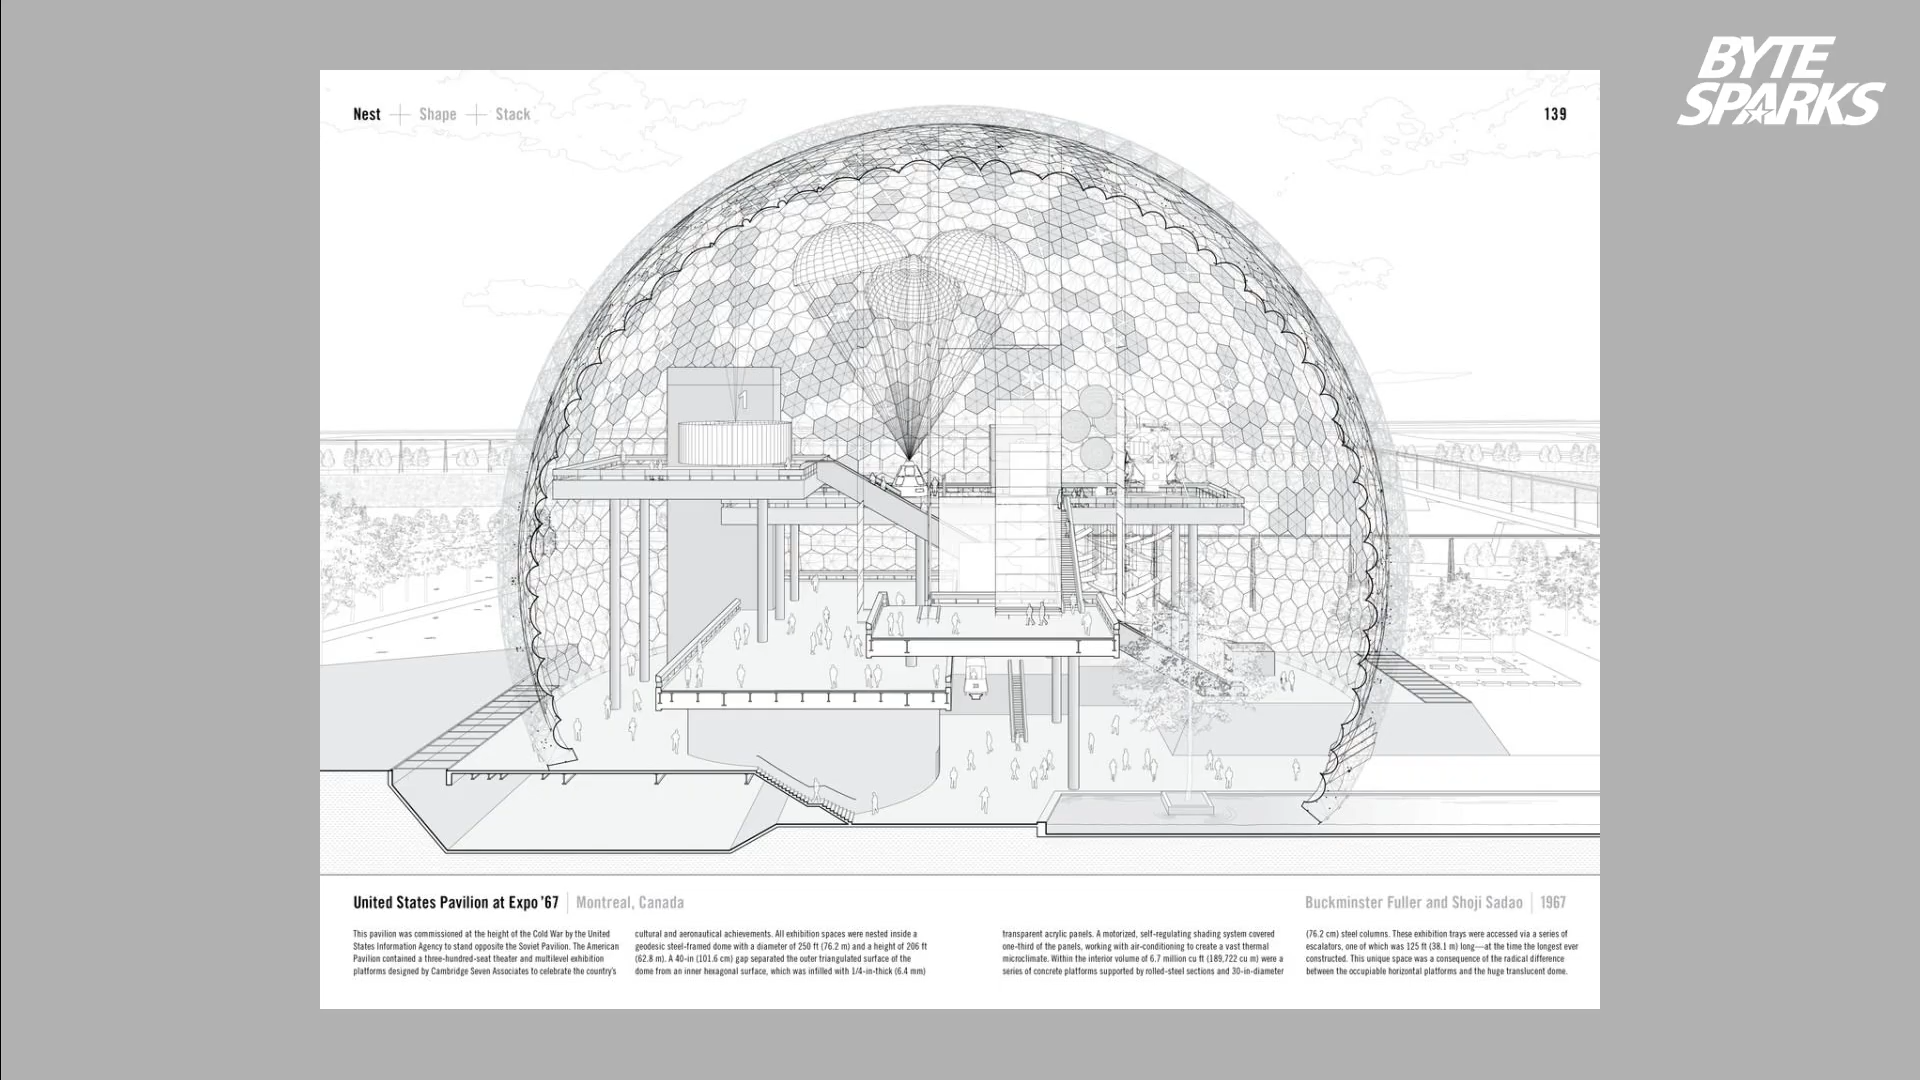 BYTE
SPARKS
Nest + Shape + Stack
139
1
United States Pavilion at Expo '67 | Montreal, Canada
Buckminster Fuller and Shoji Sadao | 1967
This pavilion was commissioned at the height of the Cold War by the United
States Information Agency to stand opposite the Soviet Pavilion. The American
Pavilion contained a three-hundred-seat theater and multilevel exhibition
platforms designed by Cambridge Seven Associates to celebrate the country's
cultural and aeronautical achievements. All exhibition spaces were nested inside a
geodesic steel-framed dome with a diameter of 250 ft (76.2 m) and a height of 206 ft
(62.8 m). A 40-in (101.6 cm) gap separated the outer triangulated surface of the
dome from an inner hexagonal surface, which was infilled with 1/4-in-thick (6.4 mm)
transparent acrylic panels. A motorized, self-regulating shading system covered
one-third of the panels, working with air-conditioning to create a vast thermal
microclimate. Within the interior volume of 6.7 million cu ft (189,722 cu m) were a
series of concrete platforms supported by rolled-steel sections and 30-in-diameter
(76.2 cm) steel columns. These exhibition trays were accessed via a series of
escalators, one of which was 125 ft (38.1 m) long—at the time the longest ever
constructed. This unique space was a consequence of the radical difference
between the occupiable horizontal platforms and the huge translucent dome.